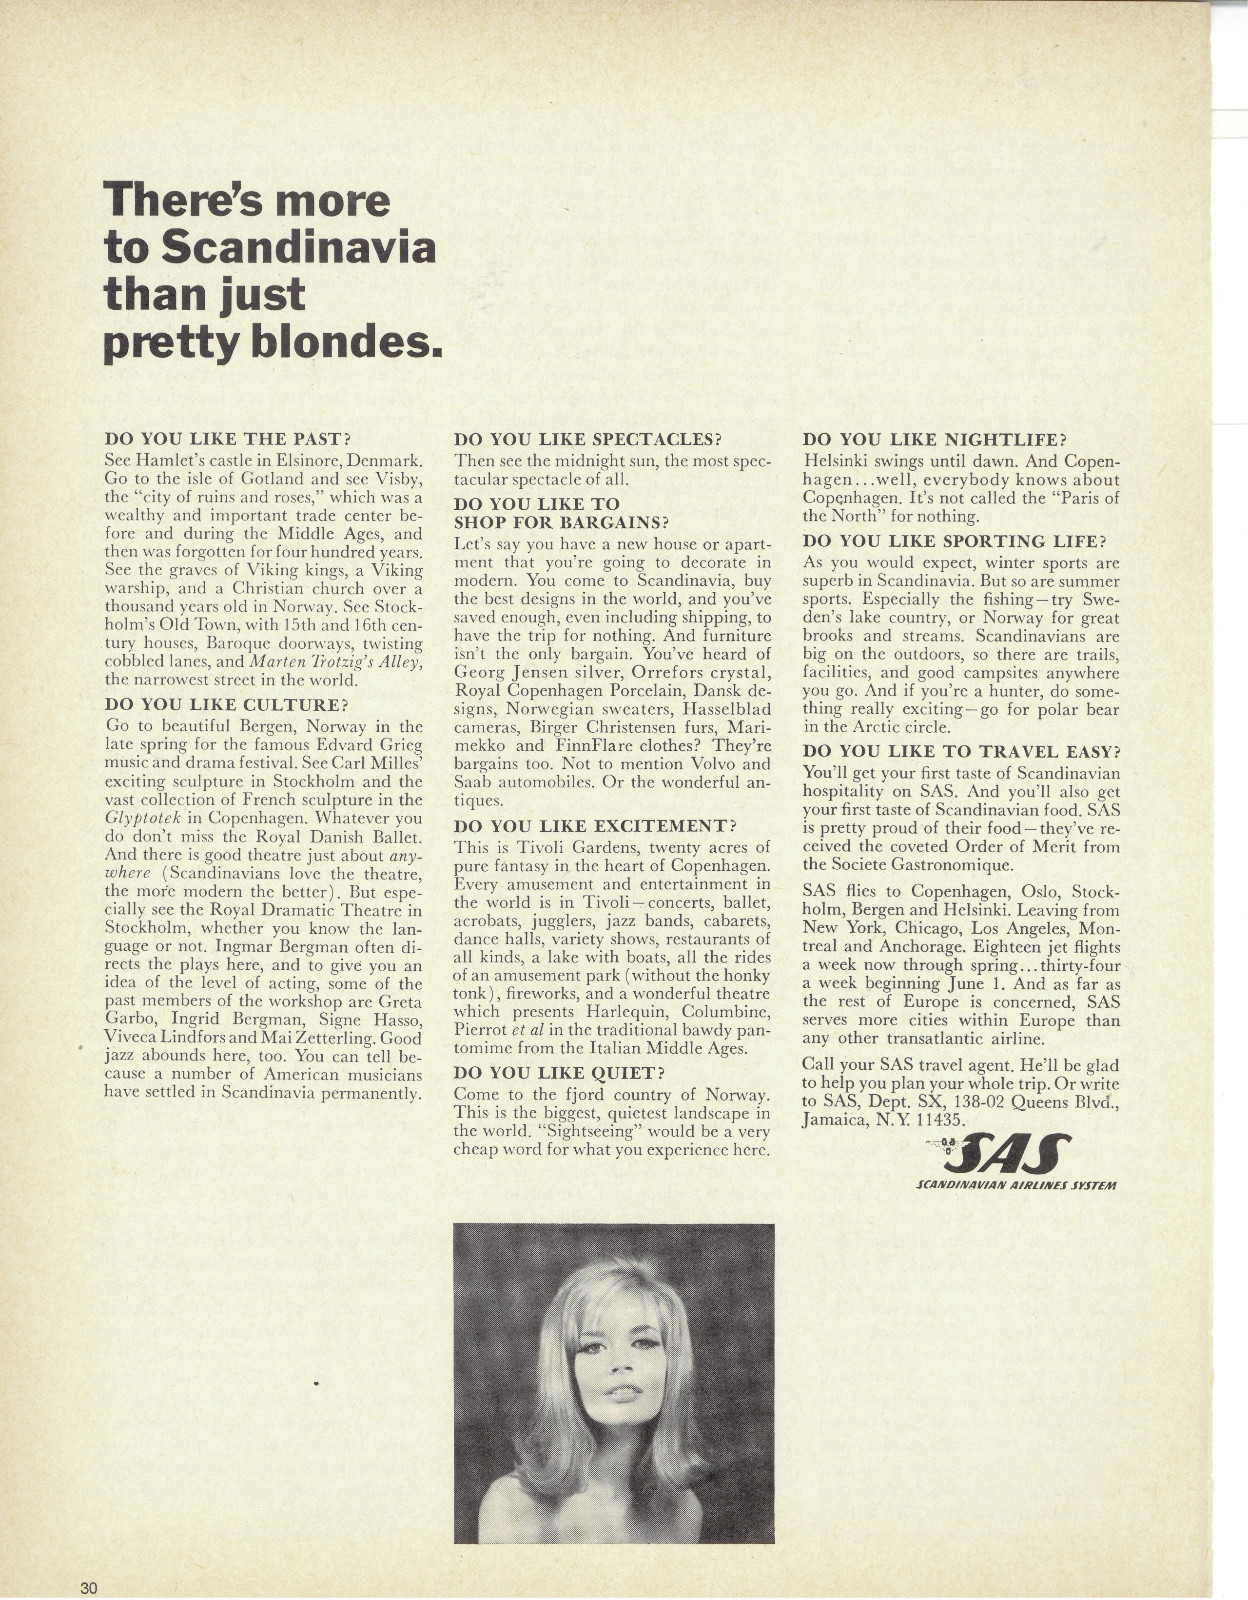 There's more
to Scandinavia
than just
pretty blondes.
DO YOU LIKE THE PAST?
See Hamlet's castle in Elsinore, Denmark.
Go to the isle of Gotland and see Visby,
the "city of ruins and roses," which was a
wealthy and important trade center be-
fore and during the Middle Ages, and
then was forgotten for four hundred years.
See the graves of Viking kings, a Viking
warship, and a Christian church over a
thousand years old in Norway. See Stock-
holm's Old Town, with 15th and 16th cen-
tury houses, Baroque doorways, twisting
cobbled lanes, and Marten Trotzig's Alley,
the narrowest street in the world.
DO YOU LIKE CULTURE?
Go to beautiful Bergen, Norway in the
late spring for the famous Edvard Grieg
music and drama festival. See Carl Milles'
exciting sculpture in Stockholm and the
vast collection of French sculpture in the
Glyptotek in Copenhagen. Whatever you
do don't miss the Royal Danish Ballet.
And there is good theatre just about any-
where (Scandinavians love the theatre,
the more modern the better). But espe-
cially see the Royal Dramatic Theatre in
Stockholm, whether you know the lan-
guage or not. Ingmar Bergman often di-
rects the plays here, and to give you an
idea of the level of acting, some of the
past members of the workshop are Greta
Garbo, Ingrid Bergman, Signe Hasso,
Viveca Lindfors and Mai Zetterling. Good
jazz abounds here, too. You can tell be-
cause a number of American musicians
have settled in Scandinavia permanently.
DO YOU LIKE SPECTACLES?
Then see the midnight sun, the most spec-
tacular spectacle of all.
DO YOU LIKE TO
SHOP FOR BARGAINS?
Let's say you have a new house or apart-
ment that you're going to decorate in
modern. You come to Scandinavia, buy
the best designs in the world, and you've
saved enough, even including shipping, to
have the trip for nothing. And furniture
isn't the only bargain. You've heard of
Georg Jensen silver, Orrefors crystal,
Royal Copenhagen Porcelain, Dansk de-
signs, Norwegian sweaters, Hasselblad
cameras, Birger Christensen furs, Mari-
mekko and FinnFlare clothes? They're
bargains too. Not to mention Volvo and
Saab automobiles. Or the wonderful an-
tiques.
DO YOU LIKE EXCITEMENT?
This is Tivoli Gardens, twenty acres of
pure fantasy in the heart of Copenhagen.
Every amusement and entertainment in
the world is in Tivoli—concerts, ballet,
acrobats, jugglers, jazz bands, cabarets,
dance halls, variety shows, restaurants of
all kinds, a lake with boats, all the rides
of an amusement park (without the honky
tonk), fireworks, and a wonderful theatre
which presents Harlequin, Columbine,
Pierrot et al in the traditional bawdy pan-
tomime from the Italian Middle Ages.
DO YOU LIKE QUIET?
Come to the fjord country of Norway.
This is the biggest, quietest landscape in
the world. "Sightseeing" would be a very
cheap word for what you experience here.
DO YOU LIKE NIGHTLIFE?
Helsinki swings until dawn. And Copen-
hagen...well, everybody knows about
Copenhagen. It's not called the "Paris of
the North" for nothing.
DO YOU LIKE SPORTING LIFE?
As you would expect, winter sports are
superb in Scandinavia. But so are summer
sports. Especially the fishing—try Swe-
den's lake country, or Norway for great
brooks and streams. Scandinavians are
big on the outdoors, so there are trails,
facilities, and good campsites anywhere
you go. And if you're a hunter, do some-
thing really exciting—go for polar bear
in the Arctic circle.
DO YOU LIKE TO TRAVEL EASY?
You'll get your first taste of Scandinavian
hospitality on SAS. And you'll also get
your first taste of Scandinavian food. SAS
is pretty proud of their food—they've re-
ceived the coveted Order of Merit from
the Societe Gastronomique.
SAS flies to Copenhagen, Oslo, Stock-
holm, Bergen and Helsinki. Leaving from
New York, Chicago, Los Angeles, Mon-
treal and Anchorage. Eighteen jet flights
a week now through spring...thirty-four
a week beginning June 1. And as far as
the rest of Europe is concerned, SAS
serves more cities within Europe than
any other transatlantic airline.
Call your SAS travel agent. He'll be glad
to help you plan your whole trip. Or write
to SAS, Dept. SX, 138-02 Queens Blvd.,
Jamaica, N.Y. 11435.
SAS
SCANDINAVIAN AIRLINES SYSTEM
30